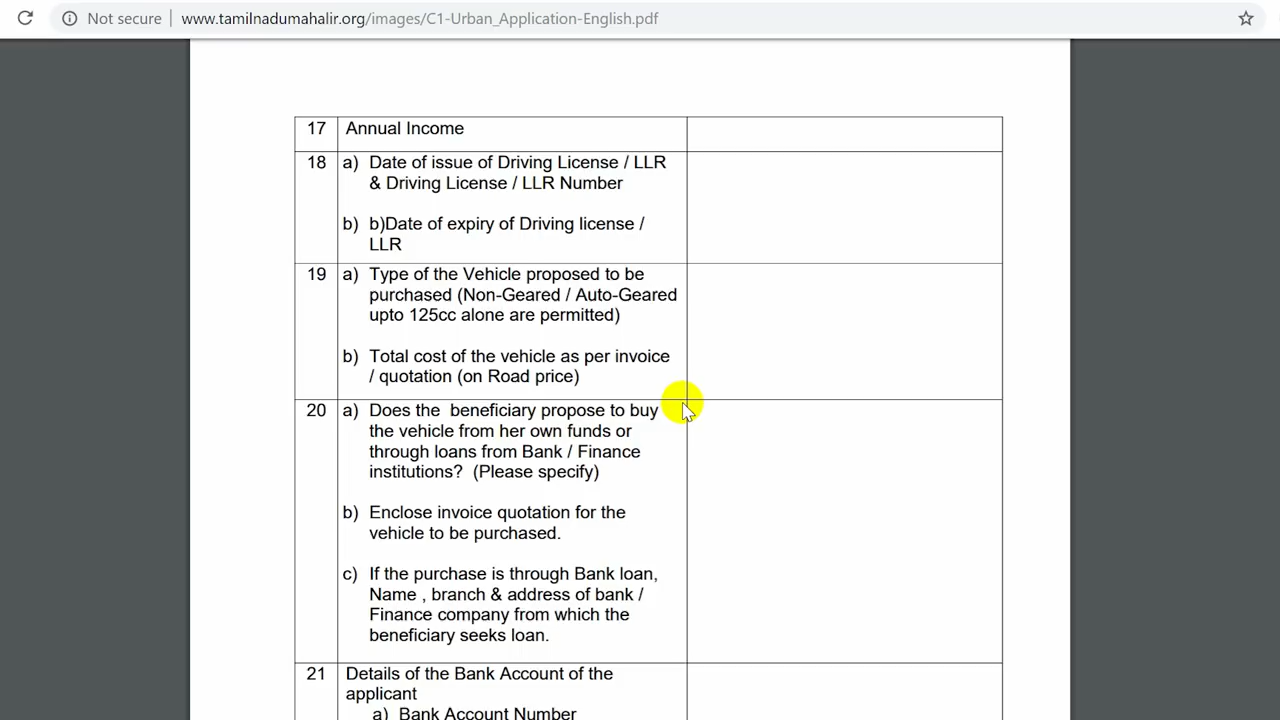 Not secure | www.tamilnadumahalir.org/images/C1-Urban_Application-English.pdf
17 Annual Income
18 a) Date of issue of Driving License / LLR
& Driving License / LLR Number
b) b)Date of expiry of Driving license /
LLR
19 a) Type of the Vehicle proposed to be
purchased (Non-Geared / Auto-Geared
upto 125cc alone are permitted)
b) Total cost of the vehicle as per invoice
/ quotation (on Road price)
20 a) Does the beneficiary propose to buy
the vehicle from her own funds or
through loans from Bank / Finance
institutions? (Please specify)
b) Enclose invoice quotation for the
vehicle to be purchased.
c) If the purchase is through Bank loan,
Name , branch & address of bank /
Finance company from which the
beneficiary seeks loan.
21 Details of the Bank Account of the
applicant
a) Bank Account Number